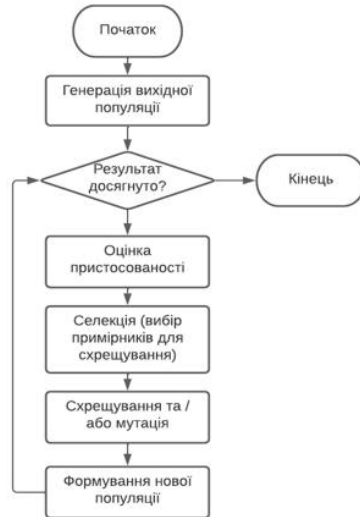 Початок
Генерація вихідної
популяції
Результат
досягнуто?
Кінець
Оцінка
пристосованості
Селекція (вибір
примірників для
схрещування)
Схрещування та /
або мутація
Формування нової
популяції